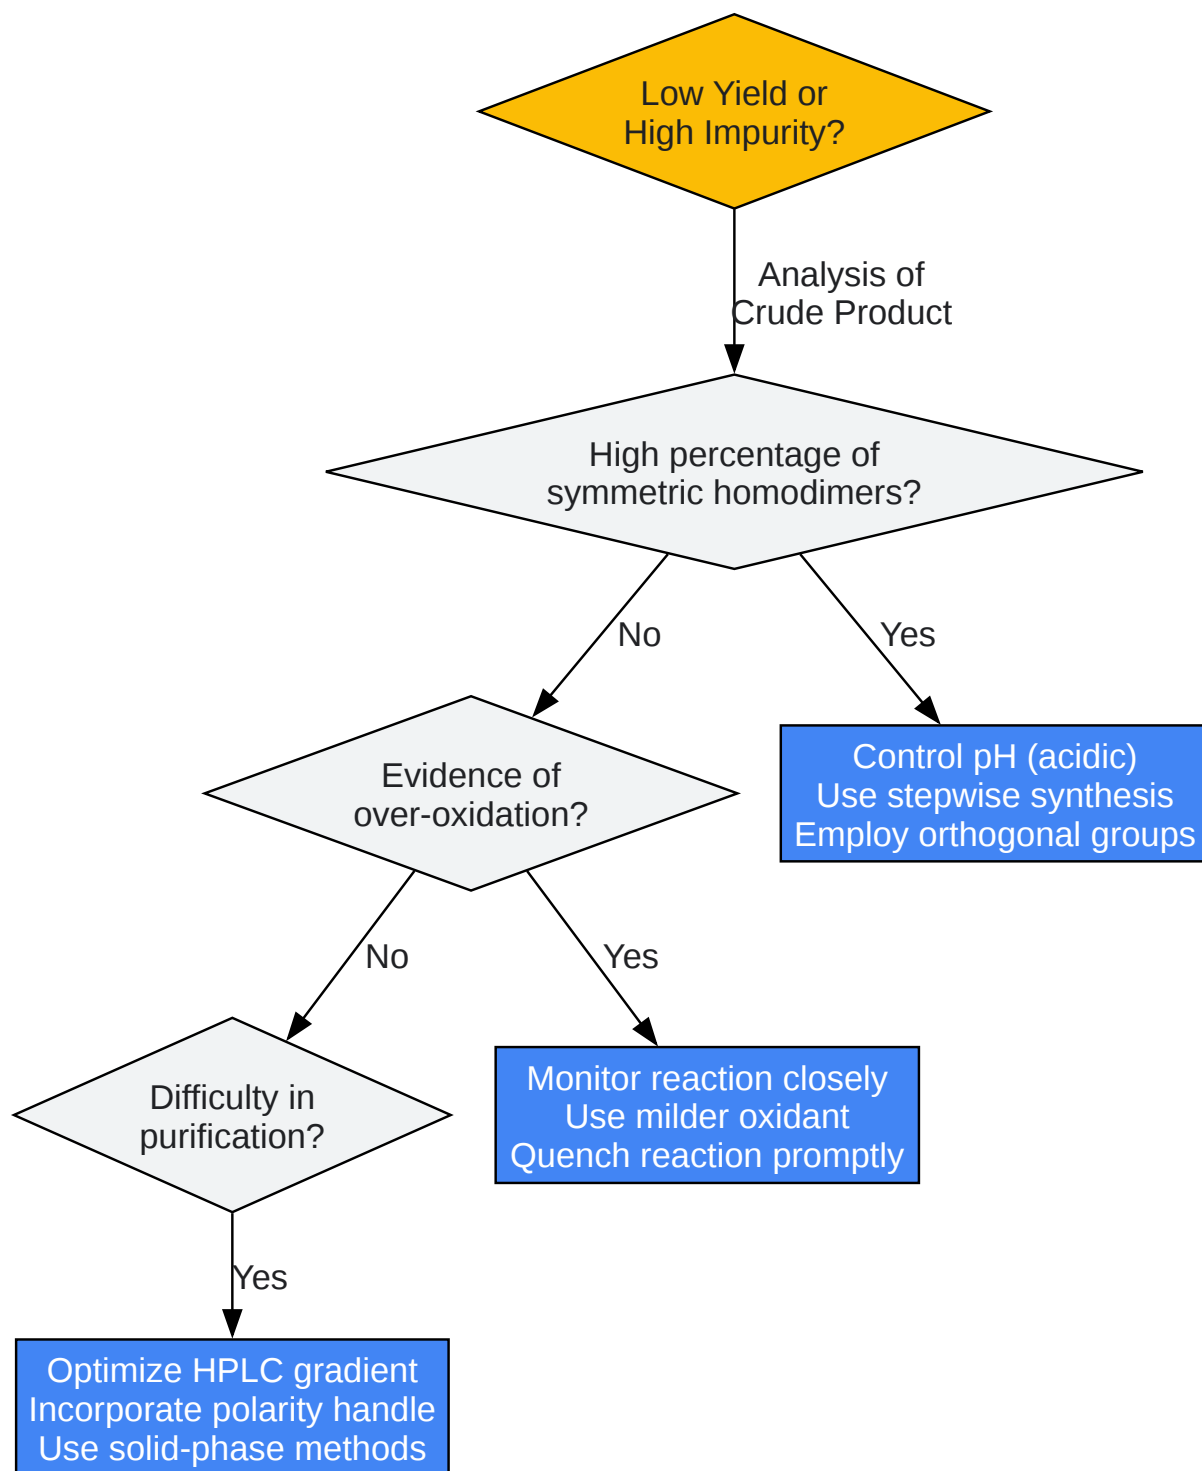 Low Yield or
High Impurity?
Analysis of
Crude Product
High percentage of
symmetric homodimers?
No
Yes
Evidence of
over-oxidation?
Control pH (acidic)
Use stepwise synthesis
Employ orthogonal groups
No
Yes
Difficulty in
purification?
Monitor reaction closely
Use milder oxidant
Quench reaction promptly
Yes
Optimize HPLC gradient
Incorporate polarity handle
Use solid-phase methods